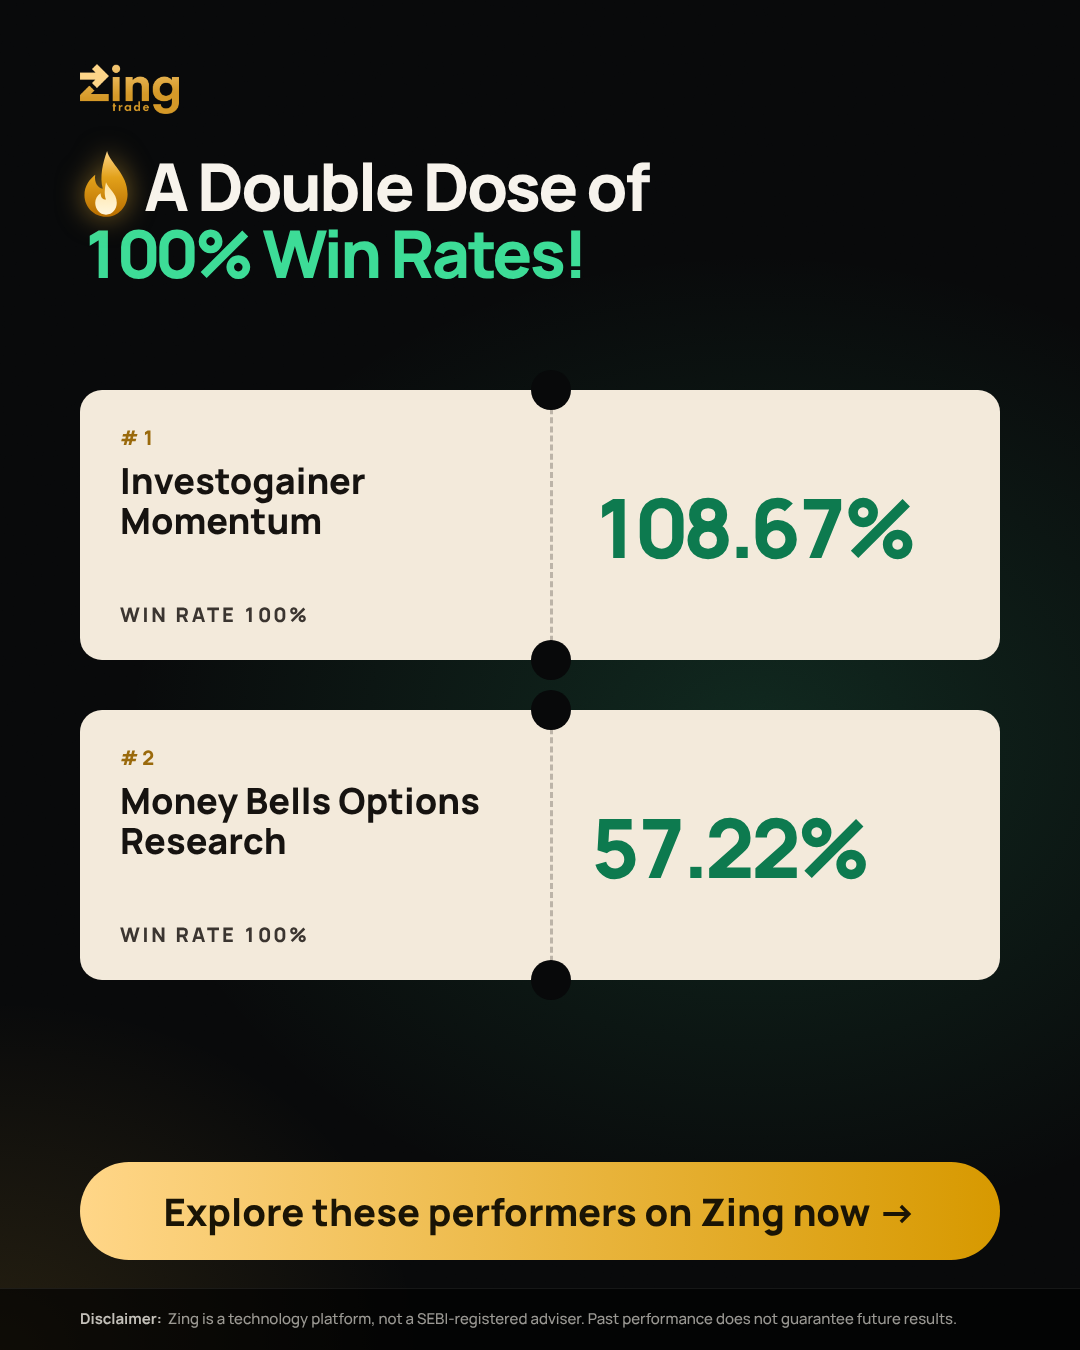 Zing
trade
A Double Dose of
100% Win Rates!
#1
Investogainer
Momentum
108.67%
WIN RATE 100%
#2
Money Bells Options
Research
57.22%
WIN RATE 100%
Explore these performers on Zing now →
Disclaimer: Zing is a technology platform, not a SEBI-registered adviser. Past performance does not guarantee future results.